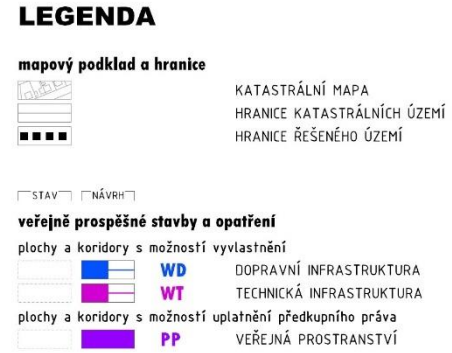 LEGENDA
mapový podklad a hranice
KATASTRÁLNÍ MAPA
HRANICE KATASTRÁLNÍCH ÚZEMÍ
HRANICE ŘEŠENÉHO ÚZEMÍ
STAV NÁVRH
veřejně prospěšné stavby a opatření
plochy a koridory s možností vyvlastnění
WD DOPRAVNÍ INFRASTRUKTURA
WT TECHNICKÁ INFRASTRUKTURA
plochy a koridory s možností uplatnění předkupního práva
PP VEŘEJNÁ PROSTRANSTVÍ